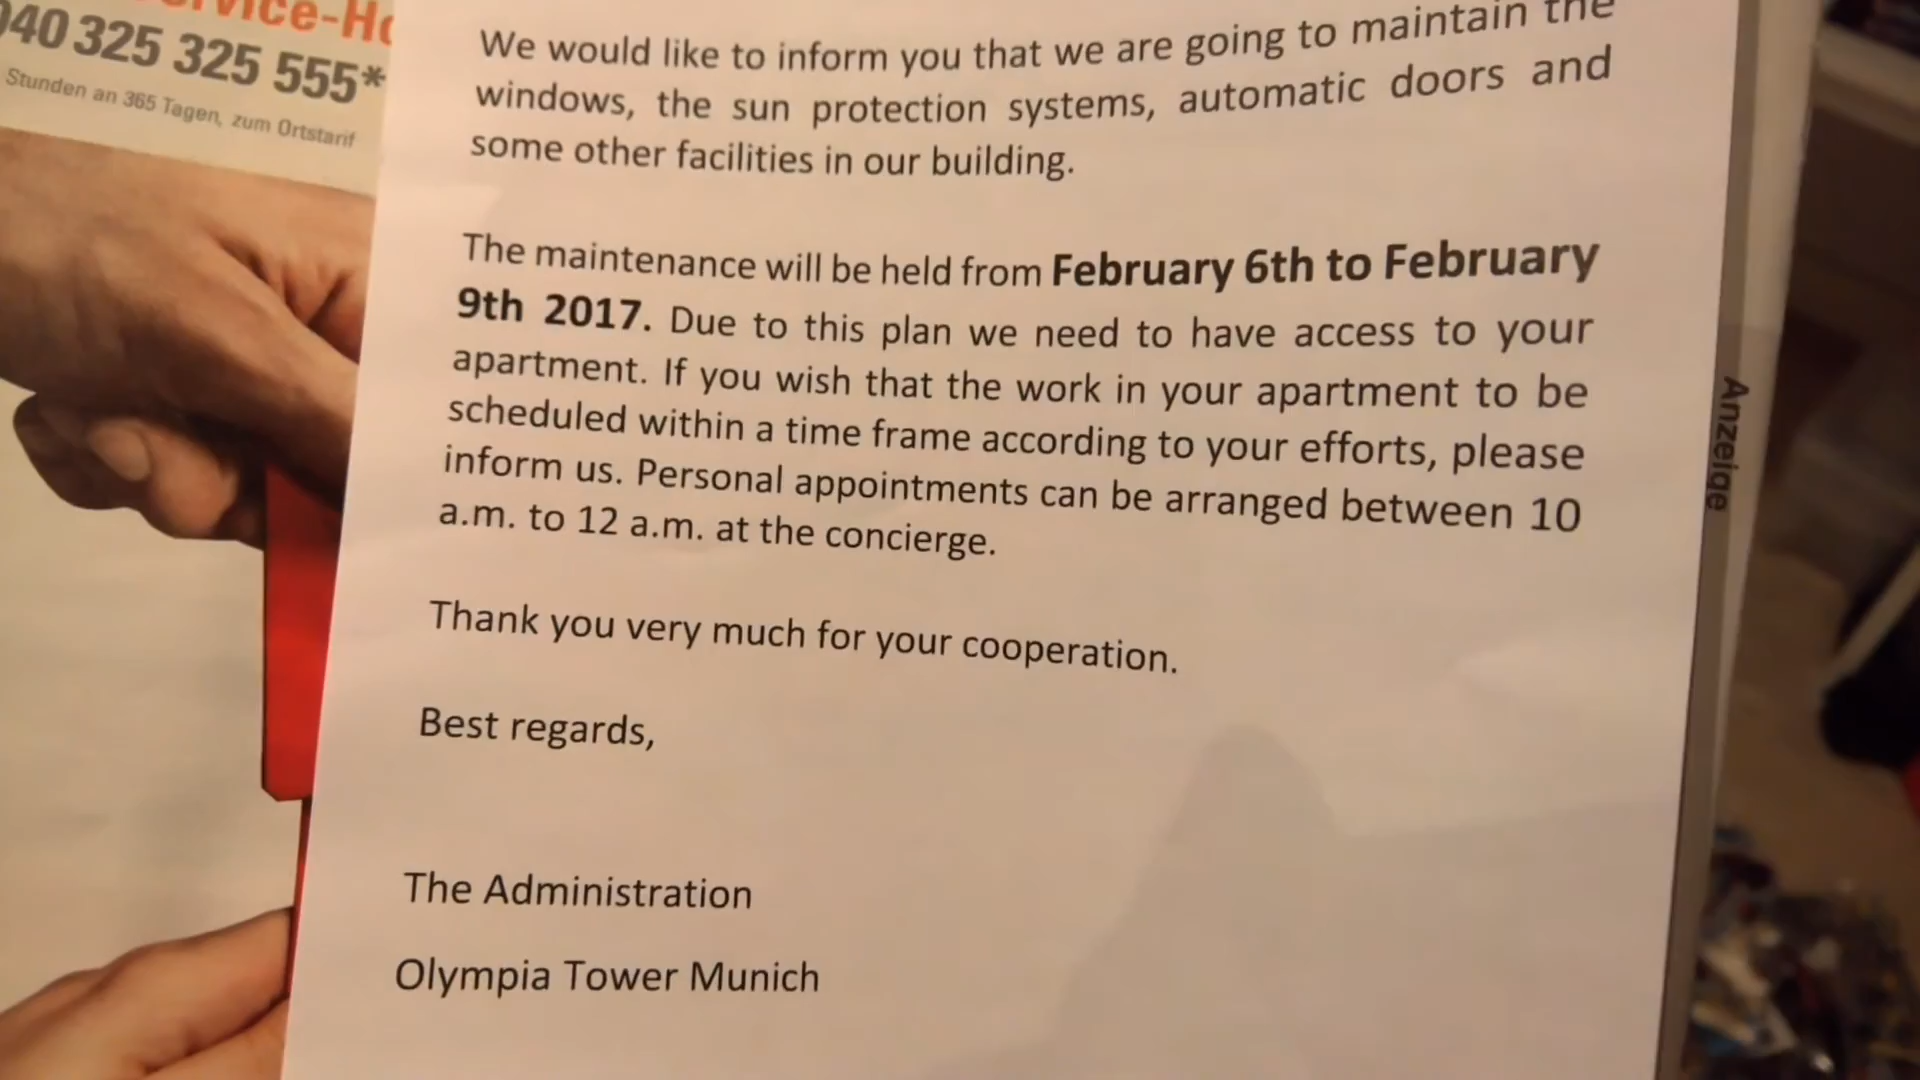 rvice-Ho
040 325 325 555*
Stunden an 365 Tagen, zum Ortstarif
We would like to inform you that we are going to maintain the
windows, the sun protection systems, automatic doors and
some other facilities in our building.
The maintenance will be held from February 6th to February
9th 2017. Due to this plan we need to have access to your
apartment. If you wish that the work in your apartment to be
scheduled within a time frame according to your efforts, please
inform us. Personal appointments can be arranged between 10
a.m. to 12 a.m. at the concierge.
Thank you very much for your cooperation.
Best regards,
The Administration
Olympia Tower Munich
Anzeige